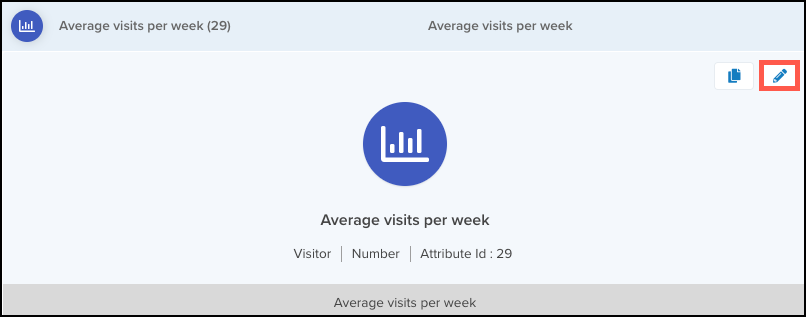 Average visits per week (29) Average visits per week
Average visits per week
Visitor Number Attribute Id : 29
Average visits per week